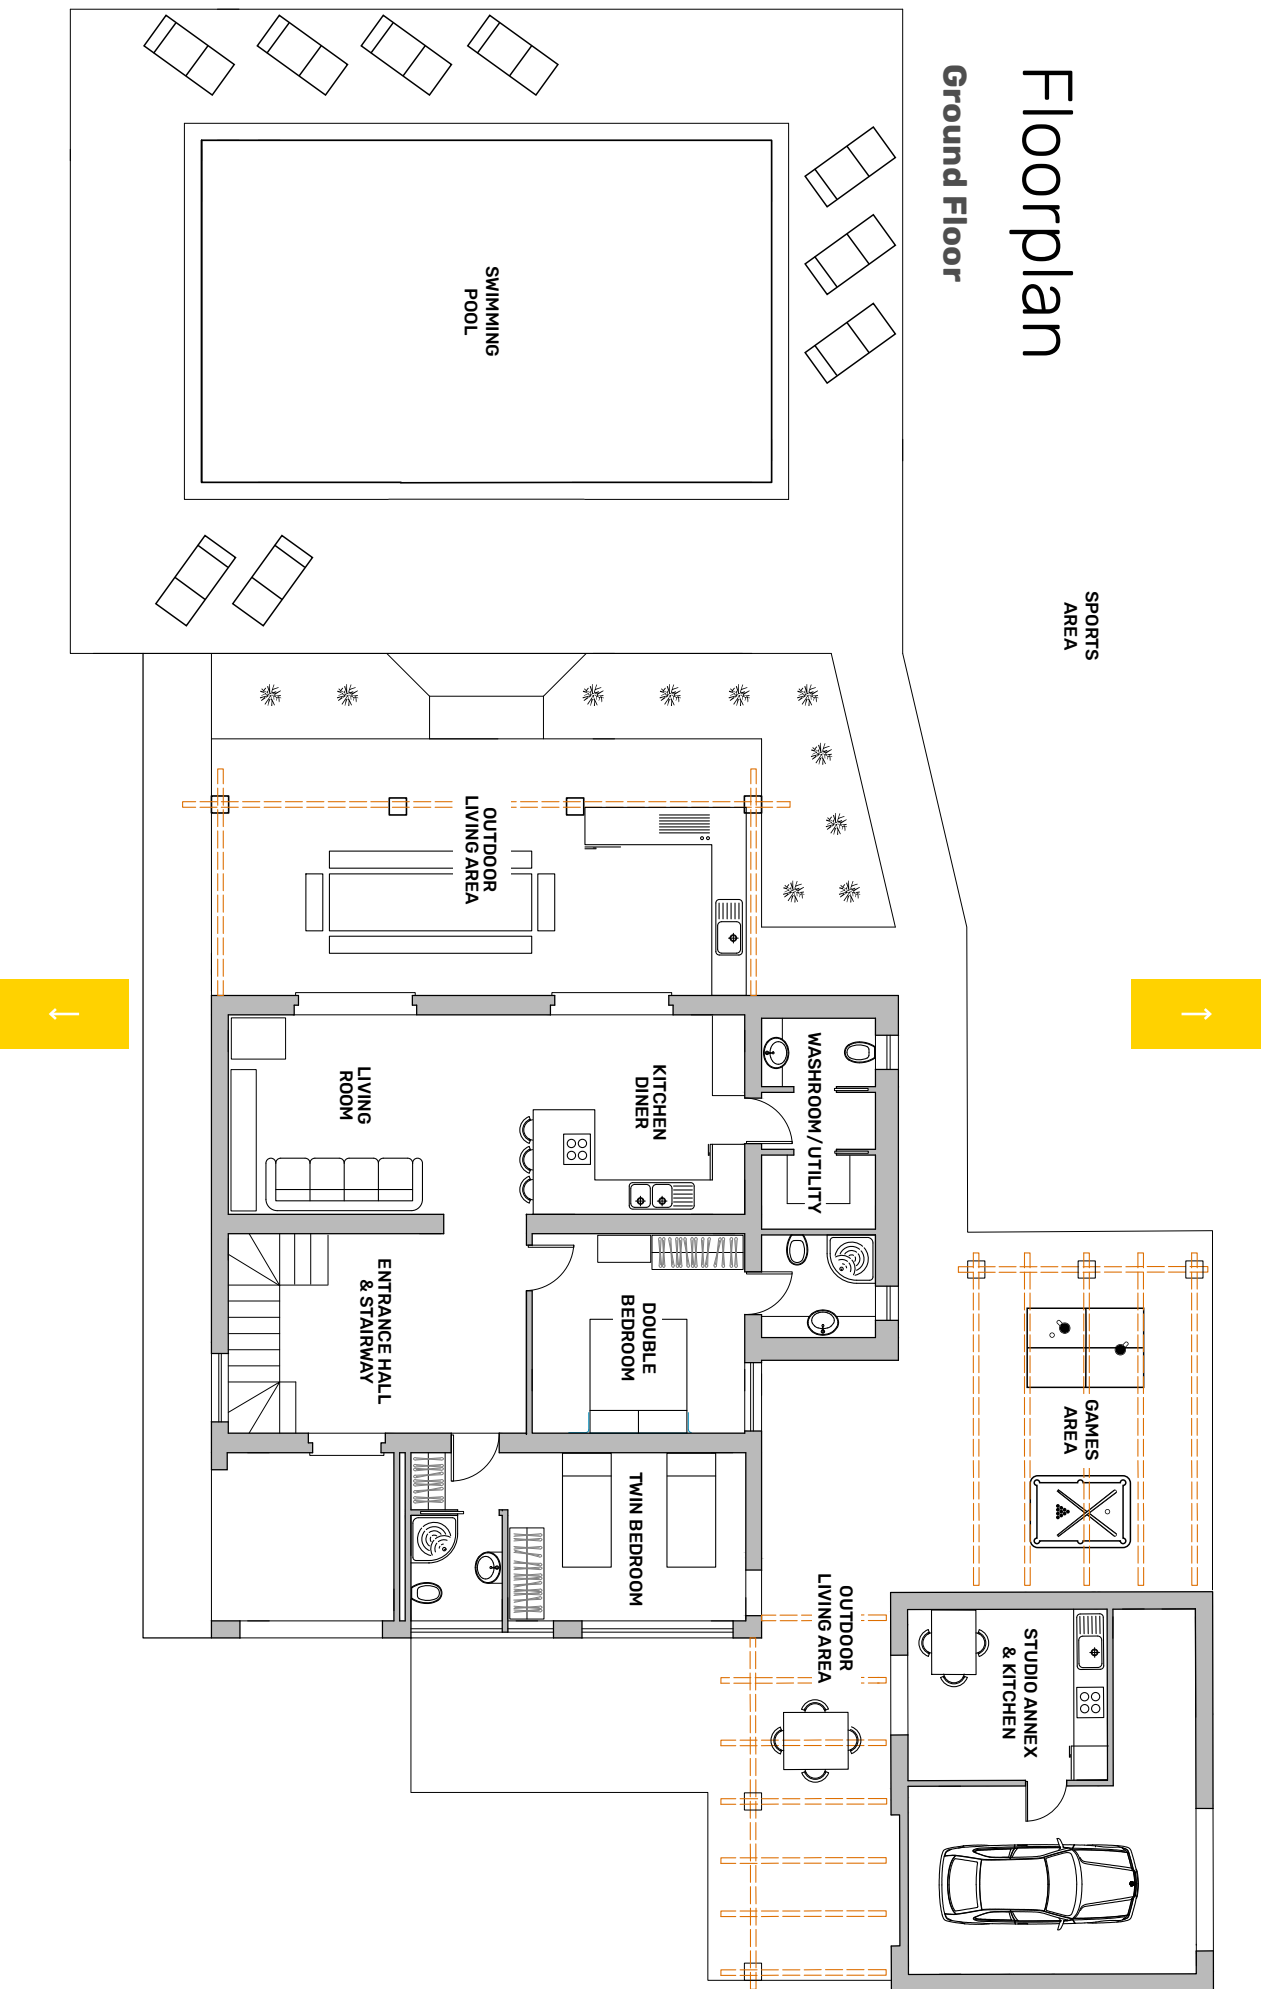 Floorplan
Ground Floor
SPORTS
AREA
SWIMMING
POOL
OUTDOOR
LIVING AREA
WASHROOM / UTILITY
KITCHEN
DINER
LIVING
ROOM
ENTRANCE HALL
& STAIRWAY
DOUBLE
BEDROOM
TWIN BEDROOM
GAMES
AREA
OUTDOOR
LIVING AREA
STUDIO ANNEX
& KITCHEN
→
←